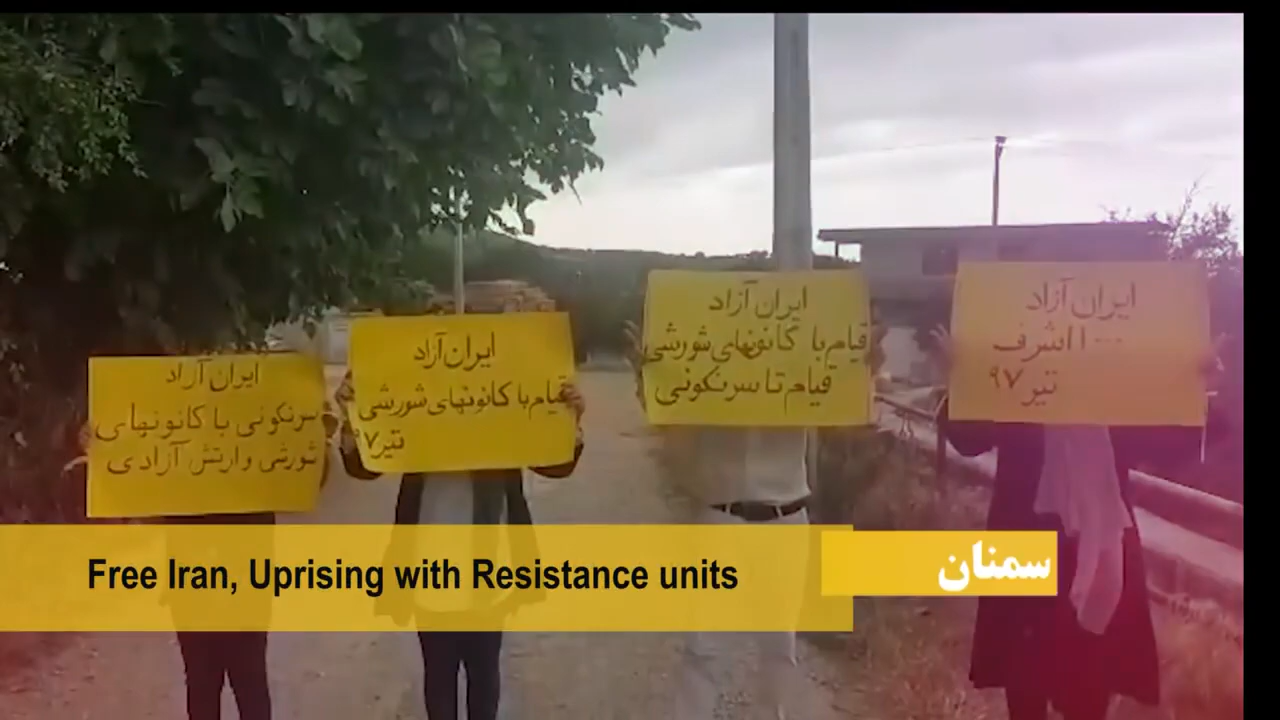 ایران آزاد
سرنگونی با کانونهای
شورشی وارتش آزادی
ایران آزاد
قیام با کانونهای شورشی
تیر ۹۷
ایران آزاد
قیام با کانونهای شورشی
قیام تا سرنگونی
ایران آزاد
۱۰۰۰ اشرف
تیر ۹۷
Free Iran, Uprising with Resistance units
سمنان